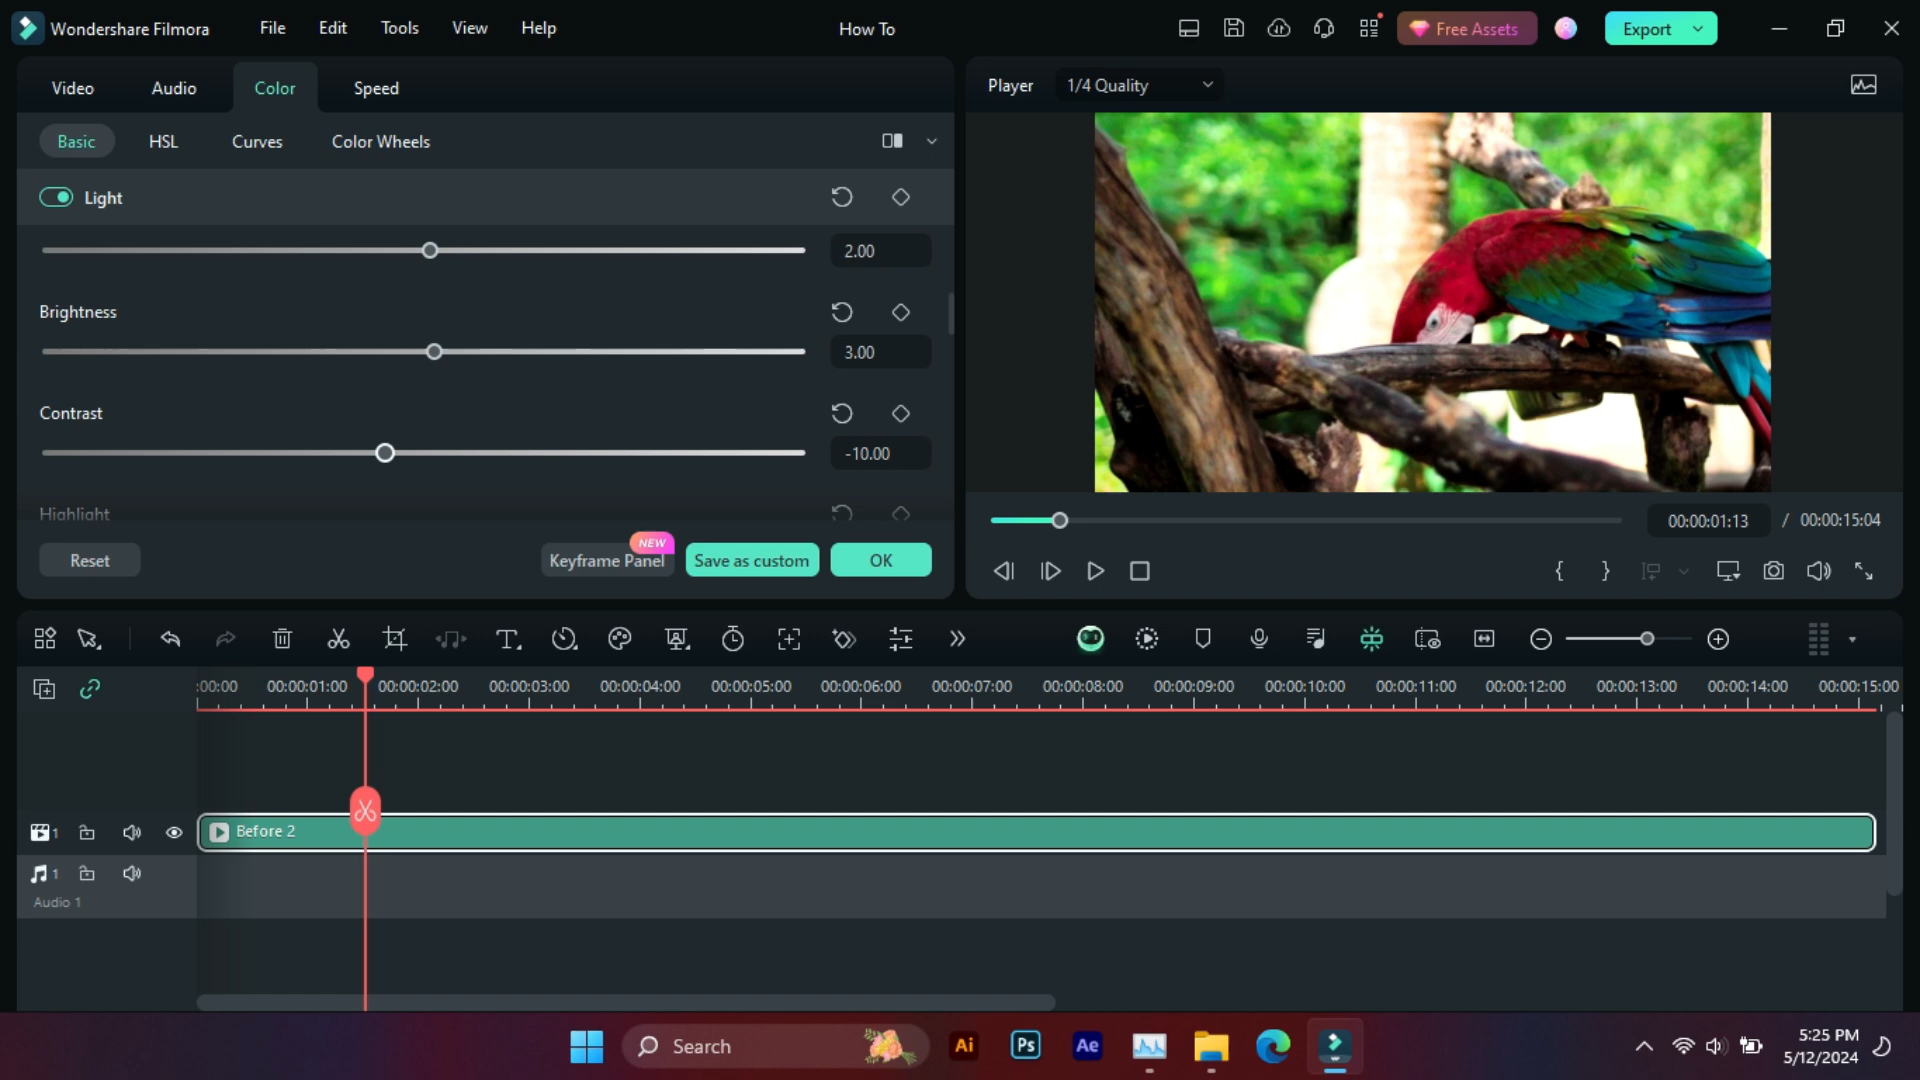 Wondershare Filmora
File
Edit
Tools
View
Help
How To
Free Assets
Export
Video
Audio
Color
Speed
Player
1/4 Quality
Basic
HSL
Curves
Color Wheels
Light
2.00
Brightness
3.00
Contrast
-10.00
Highlight
Reset
NEW
Keyframe Panel
Save as custom
OK
00:00:01:13
/ 00:00:15:04
{
}
:00:00
00:00:01:00
00:00:02:00
00:00:03:00
00:00:04:00
00:00:05:00
00:00:06:00
00:00:07:00
00:00:08:00
00:00:09:00
00:00:10:00
00:00:11:00
00:00:12:00
00:00:13:00
00:00:14:00
00:00:15:00
1
Before 2
1
Audio 1
Search
Ai
Ps
Ae
5:25 PM
5/12/2024